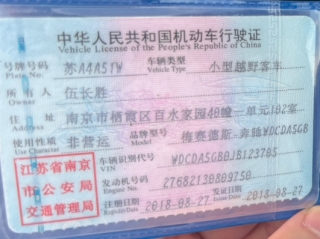 中华人民共和国机动车行驶证
Vehicle License of the People's Republic of China
号牌号码 苏A4A51W 车辆类型 小型越野客车
Plate No. Vehicle Type
所有人 伍长胜
Owner
住址 南京市栖霞区百水家园40幢一单元102室
Address
使用性质 非营运 品牌型号 梅赛德斯-奔驰WDCDA5GB
Use Character Model
江苏省南京 车辆识别代号 WDCDA5GB0JB123705
VIN
市公安局 发动机号码 27682130809750
Engine No.
交通管理局 注册日期 2018-08-27 发证日期 2018-08-27
Register Date Issue Date